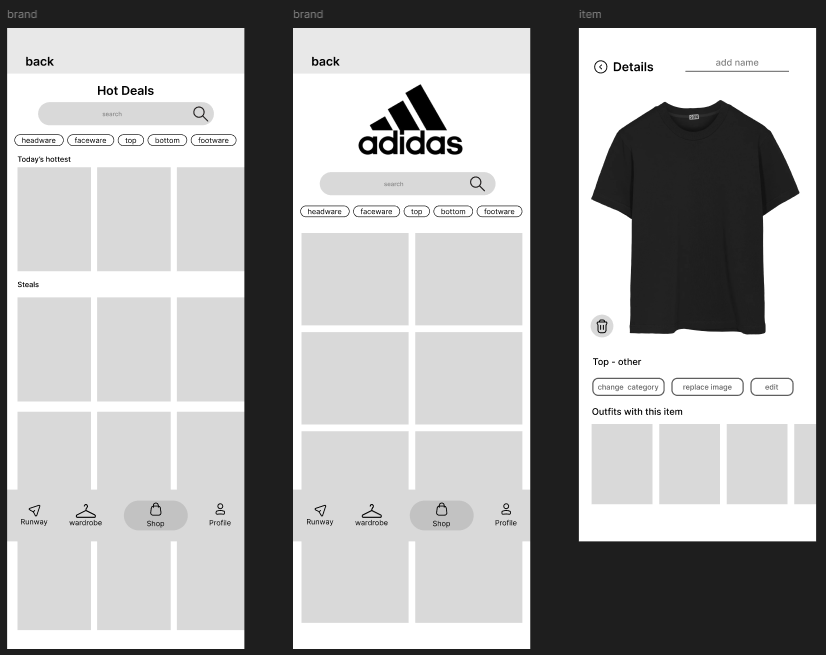 brand
back
Hot Deals
search
headware faceware top bottom footware
Today's hottest
Steals
Runway wardrobe Shop Profile
brand
back
adidas
search
headware faceware top bottom footware
Runway wardrobe Shop Profile
item
Details add name
Top - other
change category replace image edit
Outfits with this item